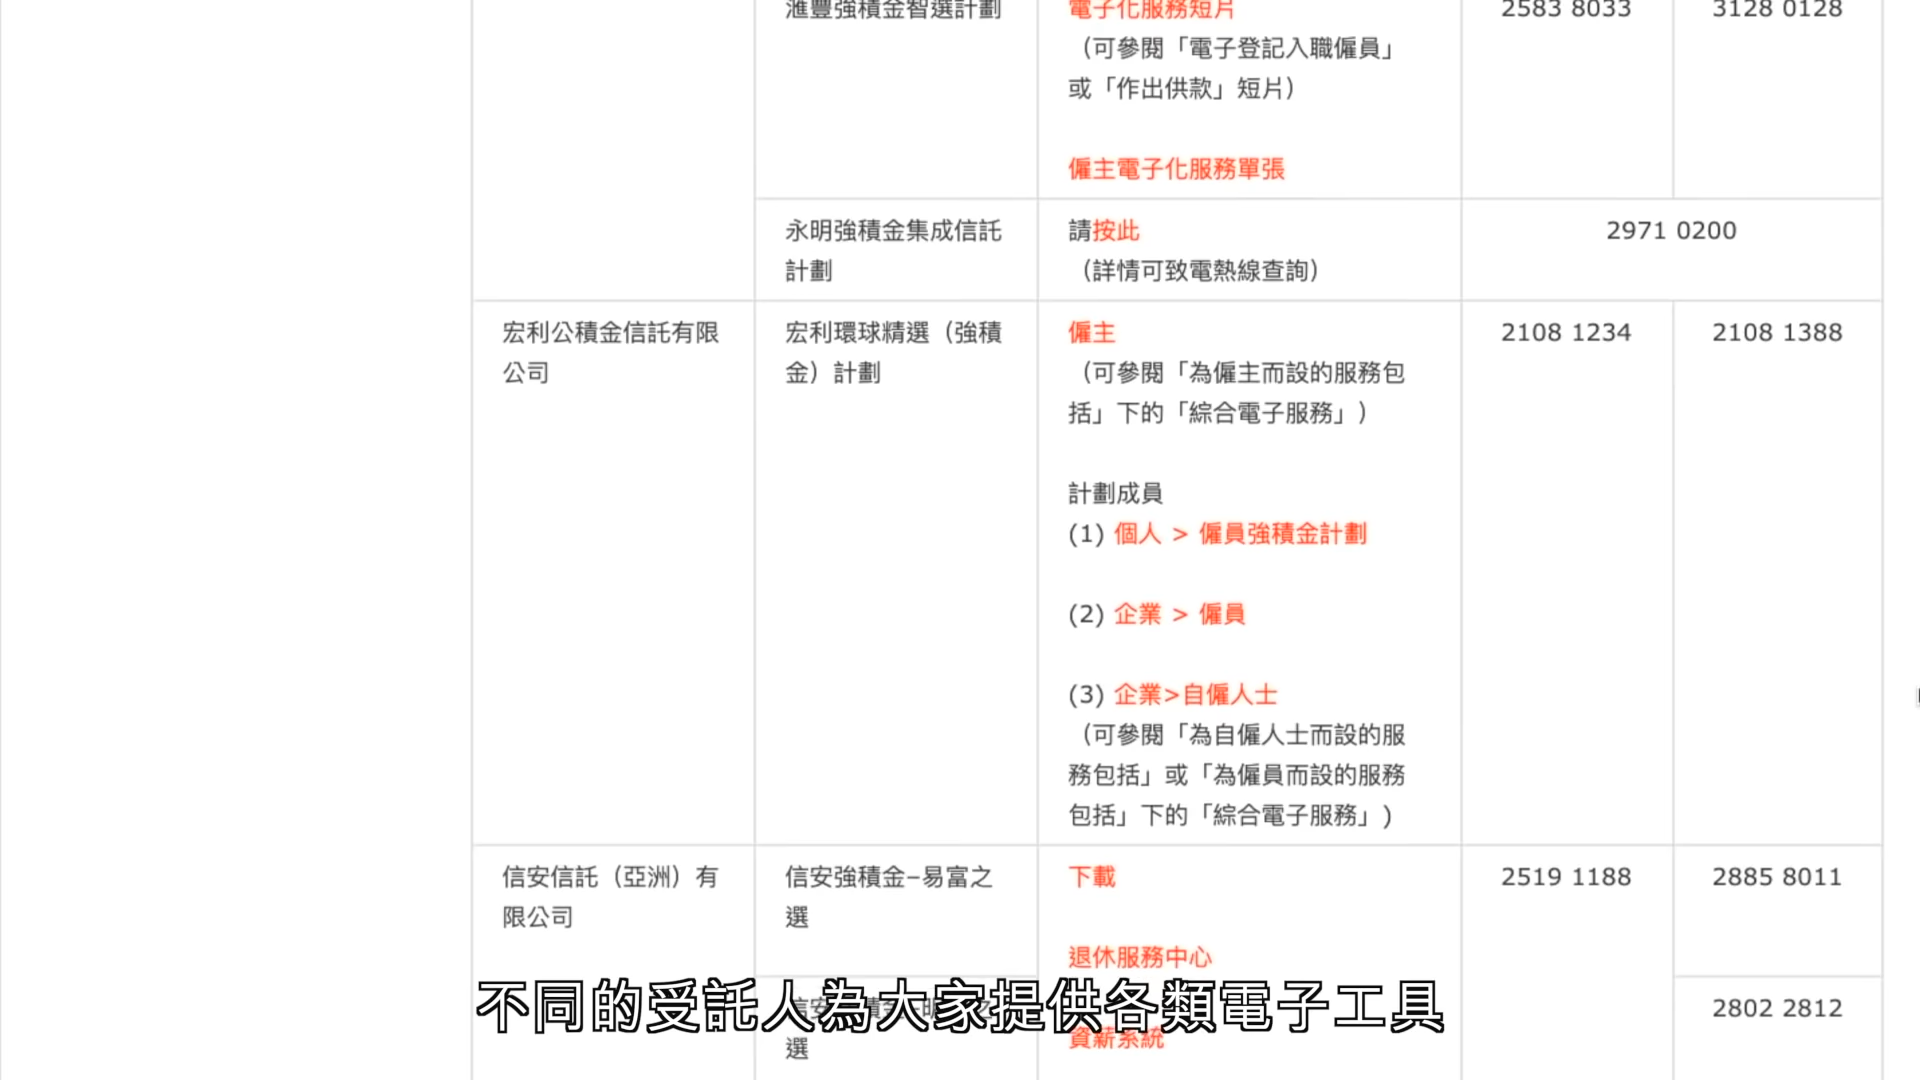 滙豐強積金智選計劃
電子化服務短片
（可參閱「電子登記入職僱員」
或「作出供款」短片）
僱主電子化服務單張
2583 8033
3128 0128
永明強積金集成信託
計劃
請按此
（詳情可致電熱線查詢）
2971 0200
宏利公積金信託有限
公司
宏利環球精選（強積
金）計劃
僱主
（可參閱「為僱主而設的服務包
括」下的「綜合電子服務」）
計劃成員
(1) 個人 > 僱員強積金計劃
(2) 企業 > 僱員
(3) 企業>自僱人士
（可參閱「為自僱人士而設的服
務包括」或「為僱員而設的服務
包括」下的「綜合電子服務」)
2108 1234
2108 1388
信安信託（亞洲）有
限公司
信安強積金–易富之
選
下載
退休服務中心
資薪系統
2519 1188
2885 8011
選
2802 2812
不同的受託人為大家提供各類電子工具